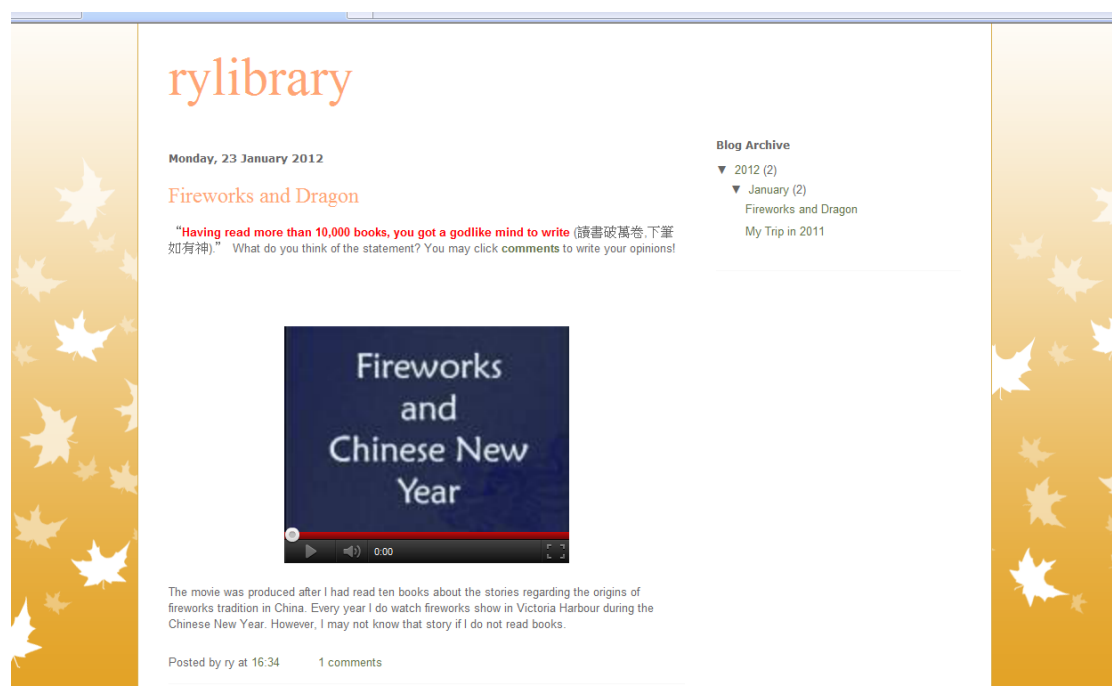 rylibrary
Monday, 23 January 2012
Fireworks and Dragon
“Having read more than 10,000 books, you got a godlike mind to write (讀書破萬卷,下筆
如有神).” What do you think of the statement? You may click comments to write your opinions!
Fireworks
and
Chinese New
Year
0:00
The movie was produced after I had read ten books about the stories regarding the origins of
fireworks tradition in China. Every year I do watch fireworks show in Victoria Harbour during the
Chinese New Year. However, I may not know that story if I do not read books.
Posted by ry at 16:34 1 comments
Blog Archive
▼ 2012 (2)
▼ January (2)
Fireworks and Dragon
My Trip in 2011